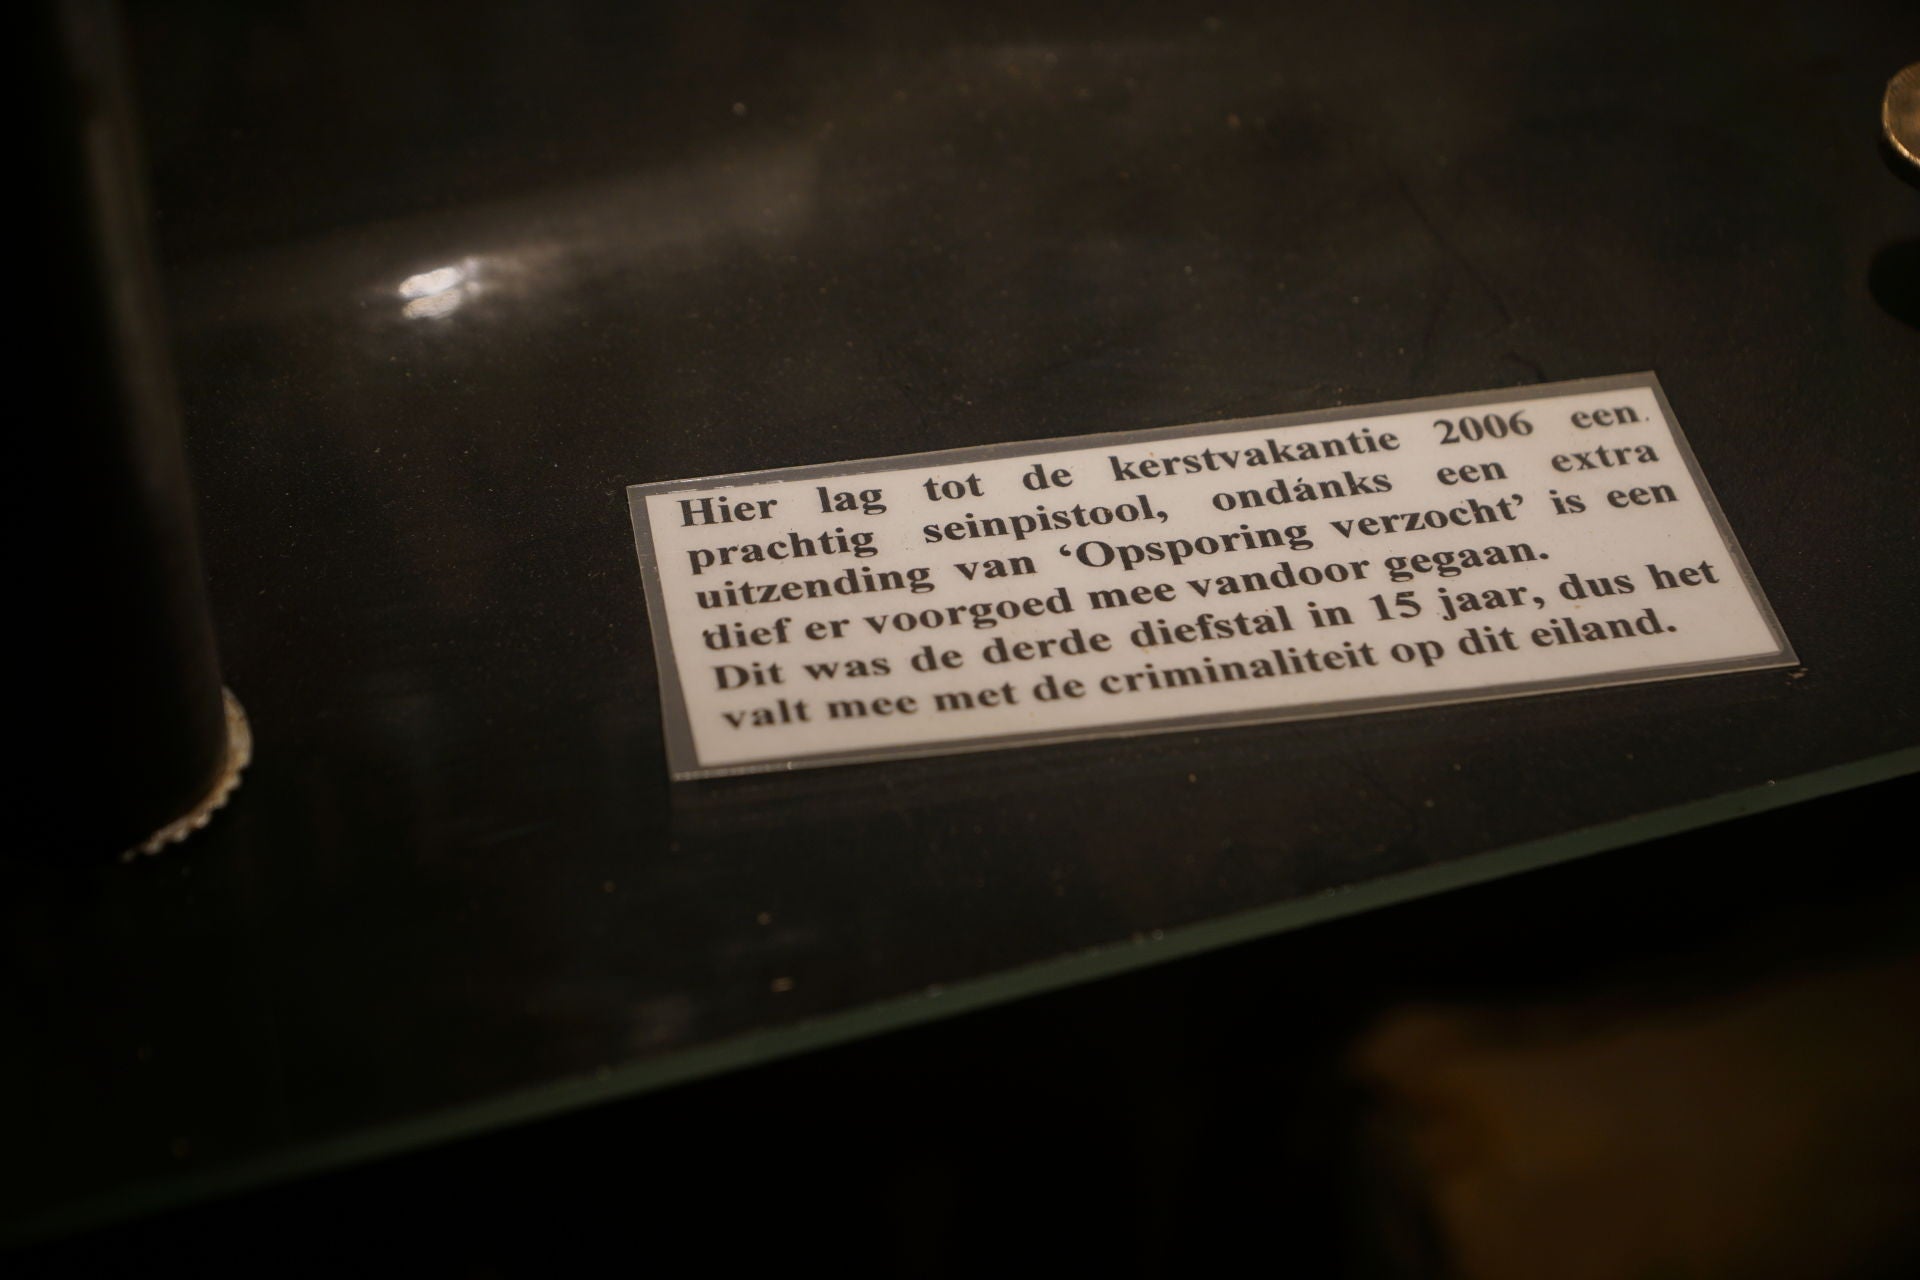 Hier lag tot de kerstvakantie 2006 een
prachtig seinpistool, ondánks een extra
uitzending van ‘Opsporing verzocht’ is een
dief er voorgoed mee vandoor gegaan.
Dit was de derde diefstal in 15 jaar, dus het
valt mee met de criminaliteit op dit eiland.